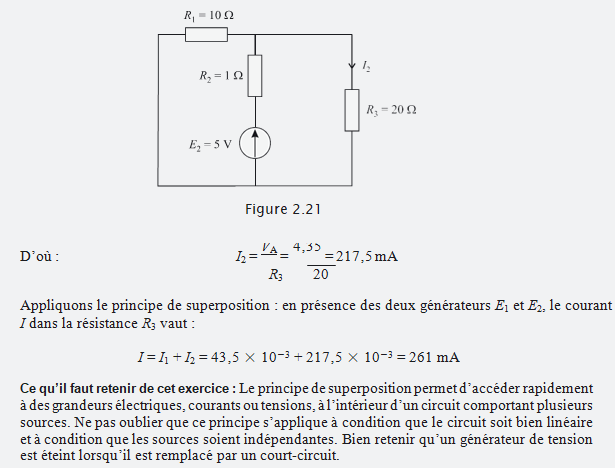 R₁ = 10 Ω
I₂
R₂ = 1 Ω
R₃ = 20 Ω
E₂ = 5 V
Figure 2.21
D'où : I₂ = V_A / R₃ = 4,35 / 20 = 217,5 mA
Appliquons le principe de superposition : en présence des deux générateurs E₁ et E₂, le courant
I dans la résistance R₃ vaut :
I = I₁ + I₂ = 43,5 × 10⁻³ + 217,5 × 10⁻³ = 261 mA
Ce qu'il faut retenir de cet exercice : Le principe de superposition permet d'accéder rapidement
à des grandeurs électriques, courants ou tensions, à l'intérieur d'un circuit comportant plusieurs
sources. Ne pas oublier que ce principe s'applique à condition que le circuit soit bien linéaire
et à condition que les sources soient indépendantes. Bien retenir qu'un générateur de tension
est éteint lorsqu'il est remplacé par un court-circuit.